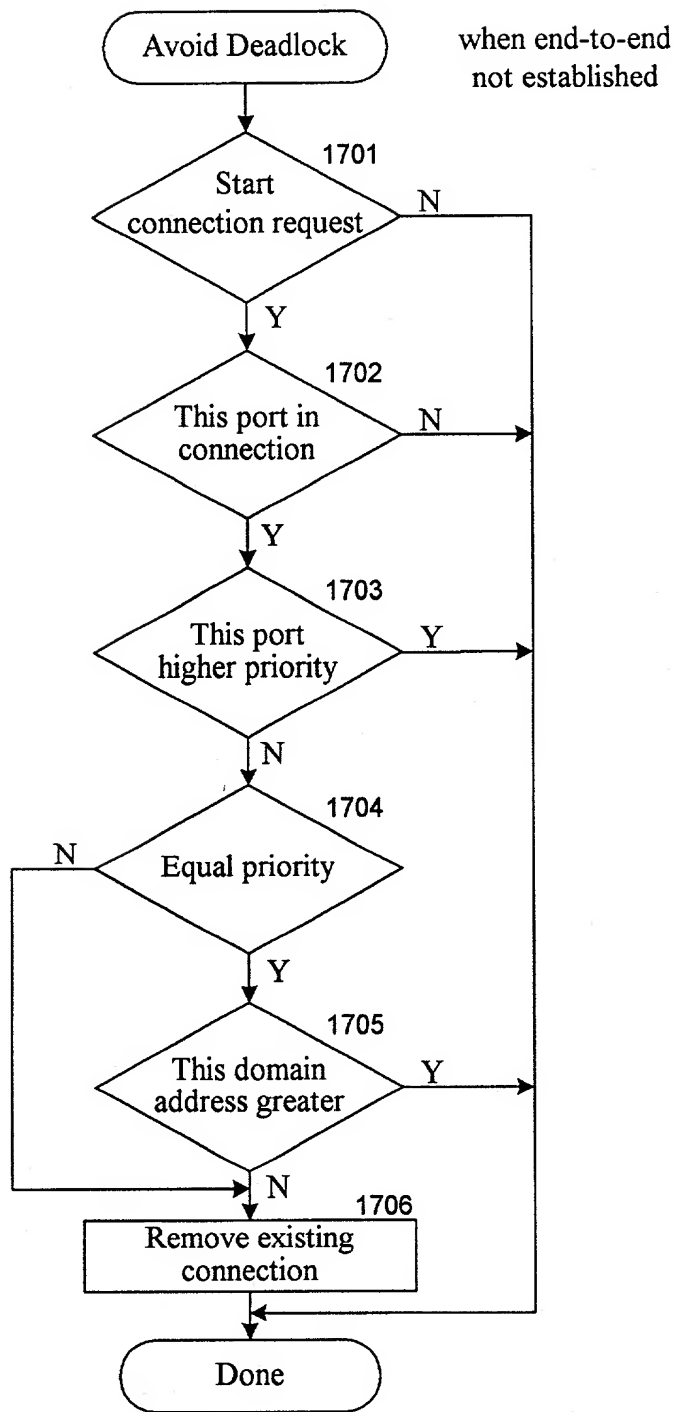 Avoid Deadlock
when end-to-end
not established
1701
Start
connection request
N
Y
1702
This port in
connection
N
Y
1703
This port
higher priority
Y
N
1704
N
Equal priority
Y
1705
This domain
address greater
Y
N
1706
Remove existing
connection
Done